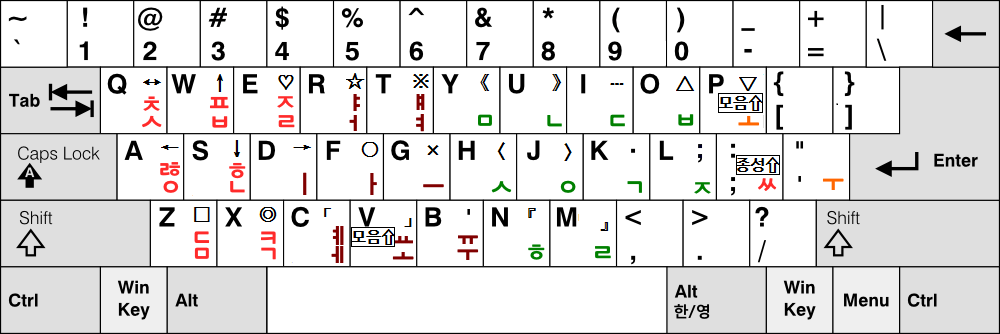 ~ ! @ # $ % ^ & * ( ) _ + |
` 1 2 3 4 5 6 7 8 9 0 - = \
Tab Q ↔ W ↑ E ♡ R ☆ T ※ Y 《 U 》 I ┄ O △ P ▽ { }
ㅊ ㅍ ㅈ ㅑ 모음⇧
ㅅ ㅂ ㄹ ㅓ ㅕ ㅁ ㄴ ㄷ ㅂ ㅗ [ ]
Caps Lock A ← S ↓ D → F ○ G × H 〈 J 〉 K · L ; : " Enter
A ㅀ ㅎ 종성⇧
ㅇ ㄴ ㅣ ㅏ ㅡ ㅅ ㅇ ㄱ ㅈ ; ㅆ ' ㅜ
Shift Z □ X ◎ C 「 V 」 B ' N 『 M 』 < > ? Shift
ㄷ ㅋ 모음⇧ ㅛ ㅠ
ㅁ ㄱ ㅔ ㅗ ㅜ ㅎ ㄹ , . /
Ctrl Win Key Alt Alt 한/영 Win Key Menu Ctrl